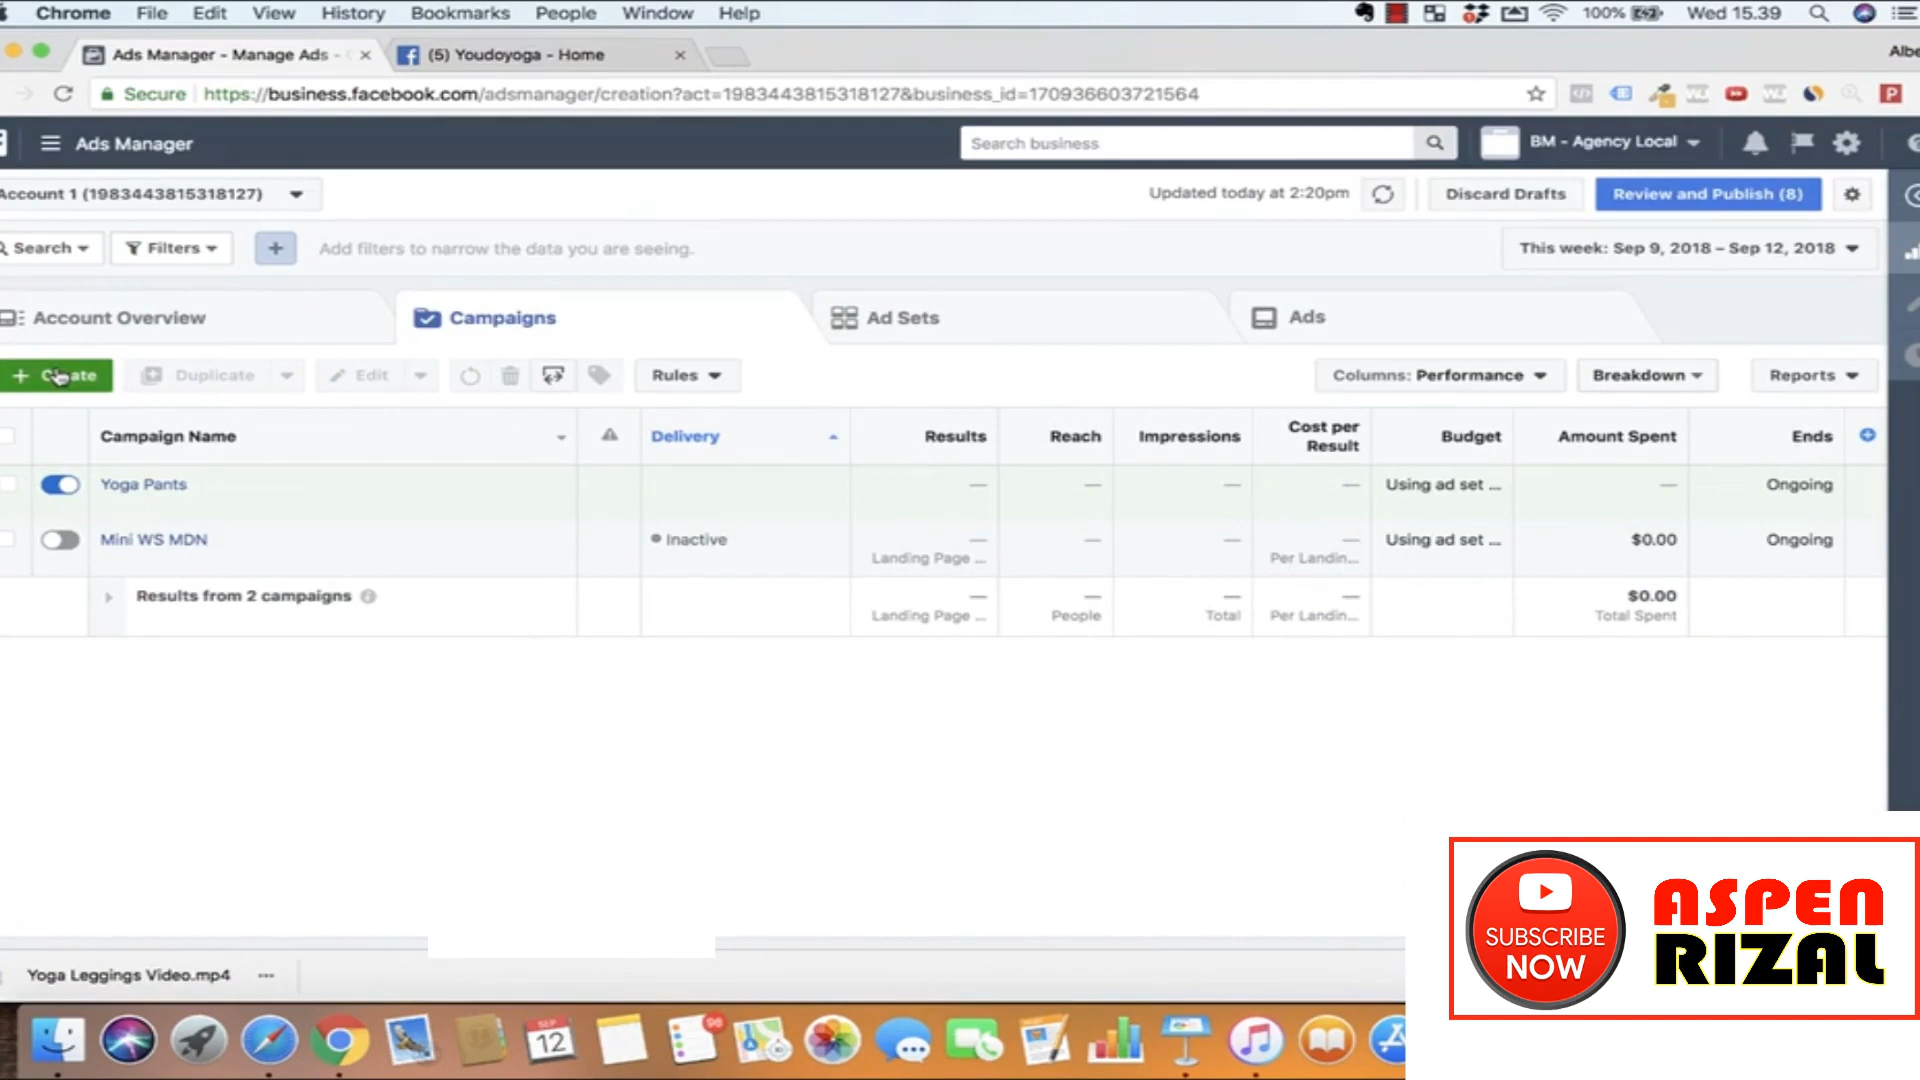 Chrome File Edit View History Bookmarks People Window Help 100% Wed 15.39
Ads Manager - Manage Ads - (5) Youdoyoga - Home
Secure https://business.facebook.com/adsmanager/creation?act=1983443815318127&business_id=170936603721564
Ads Manager Search business BM - Agency Local
Account 1 (1983443815318127) Updated today at 2:20pm Discard Drafts Review and Publish (8)
Search Filters + Add filters to narrow the data you are seeing. This week: Sep 9, 2018 – Sep 12, 2018
Account Overview Campaigns Ad Sets Ads
+ Create Duplicate Edit Rules Columns: Performance Breakdown Reports
Campaign Name Delivery Results Reach Impressions Cost per Result Budget Amount Spent Ends
Yoga Pants — — — — Using ad set ... — Ongoing
Mini WS MDN Inactive — — — — Using ad set ... $0.00 Ongoing
Landing Page ... Per Landin...
Results from 2 campaigns — — — — $0.00
Landing Page ... People Total Per Landin... Total Spent
SUBSCRIBE NOW
ASPEN
RIZAL
Yoga Leggings Video.mp4
SEP
12